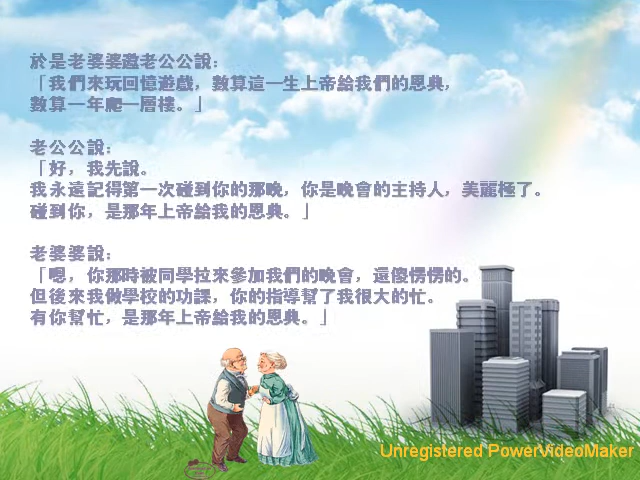 於是老婆婆邀老公公說：
「我們來玩回憶遊戲，數算這一生上帝給我們的恩典，
數算一年爬一層樓。」
老公公說：
「好，我先說。
我永遠記得第一次碰到你的那晚，你是晚會的主持人，美麗極了。
碰到你，是那年上帝給我的恩典。」
老婆婆說：
「嗯，你那時被同學拉來參加我們的晚會，還傻愣愣的。
但後來我做學校的功課，你的指導幫了我很大的忙。
有你幫忙，是那年上帝給我的恩典。」
Unregistered PowerVideoMaker